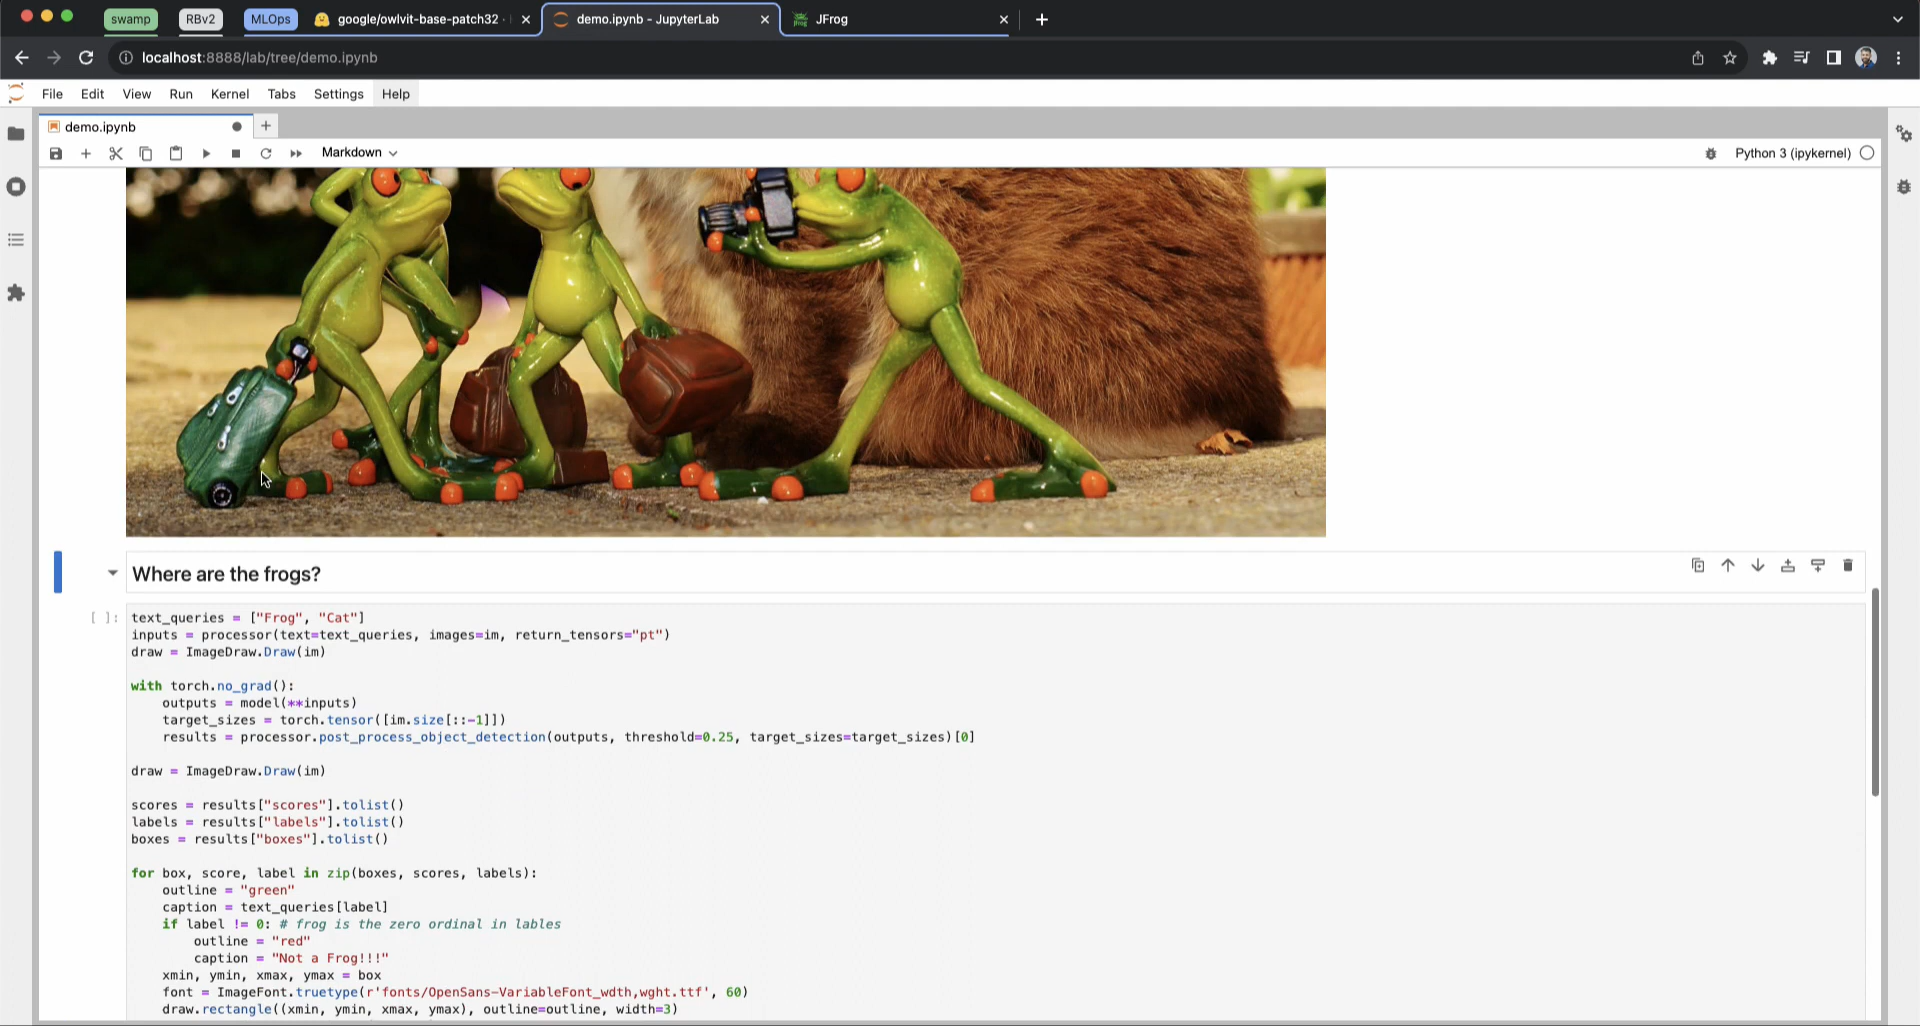 swamp
RBv2
MLOps
google/owlvit-base-patch32 ·
demo.ipynb - JupyterLab
JFrog
localhost:8888/lab/tree/demo.ipynb
File Edit View Run Kernel Tabs Settings Help
demo.ipynb
Markdown
Python 3 (ipykernel)
Where are the frogs?
[ ]:
text_queries = ["Frog", "Cat"]
inputs = processor(text=text_queries, images=im, return_tensors="pt")
draw = ImageDraw.Draw(im)
with torch.no_grad():
outputs = model(**inputs)
target_sizes = torch.tensor([im.size[::-1]])
results = processor.post_process_object_detection(outputs, threshold=0.25, target_sizes=target_sizes)[0]
draw = ImageDraw.Draw(im)
scores = results["scores"].tolist()
labels = results["labels"].tolist()
boxes = results["boxes"].tolist()
for box, score, label in zip(boxes, scores, labels):
outline = "green"
caption = text_queries[label]
if label != 0: # frog is the zero ordinal in lables
outline = "red"
caption = "Not a Frog!!!"
xmin, ymin, xmax, ymax = box
font = ImageFont.truetype(r'fonts/OpenSans-VariableFont_wdth,wght.ttf', 60)
draw.rectangle((xmin, ymin, xmax, ymax), outline=outline, width=3)